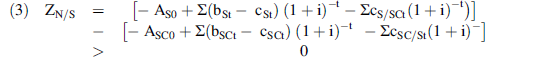 (3) Z_{N/S} = [− A_{S0} + Σ(b_{St} − c_{St}) (1 + i)^{−t} − Σc_{S/SCt}(1 + i)^{−t})]
− [− A_{SC0} + Σ(b_{SCt} − c_{SCt}) (1 + i)^{−t} − Σc_{SC/St}(1 + i)^{−}]
> 0